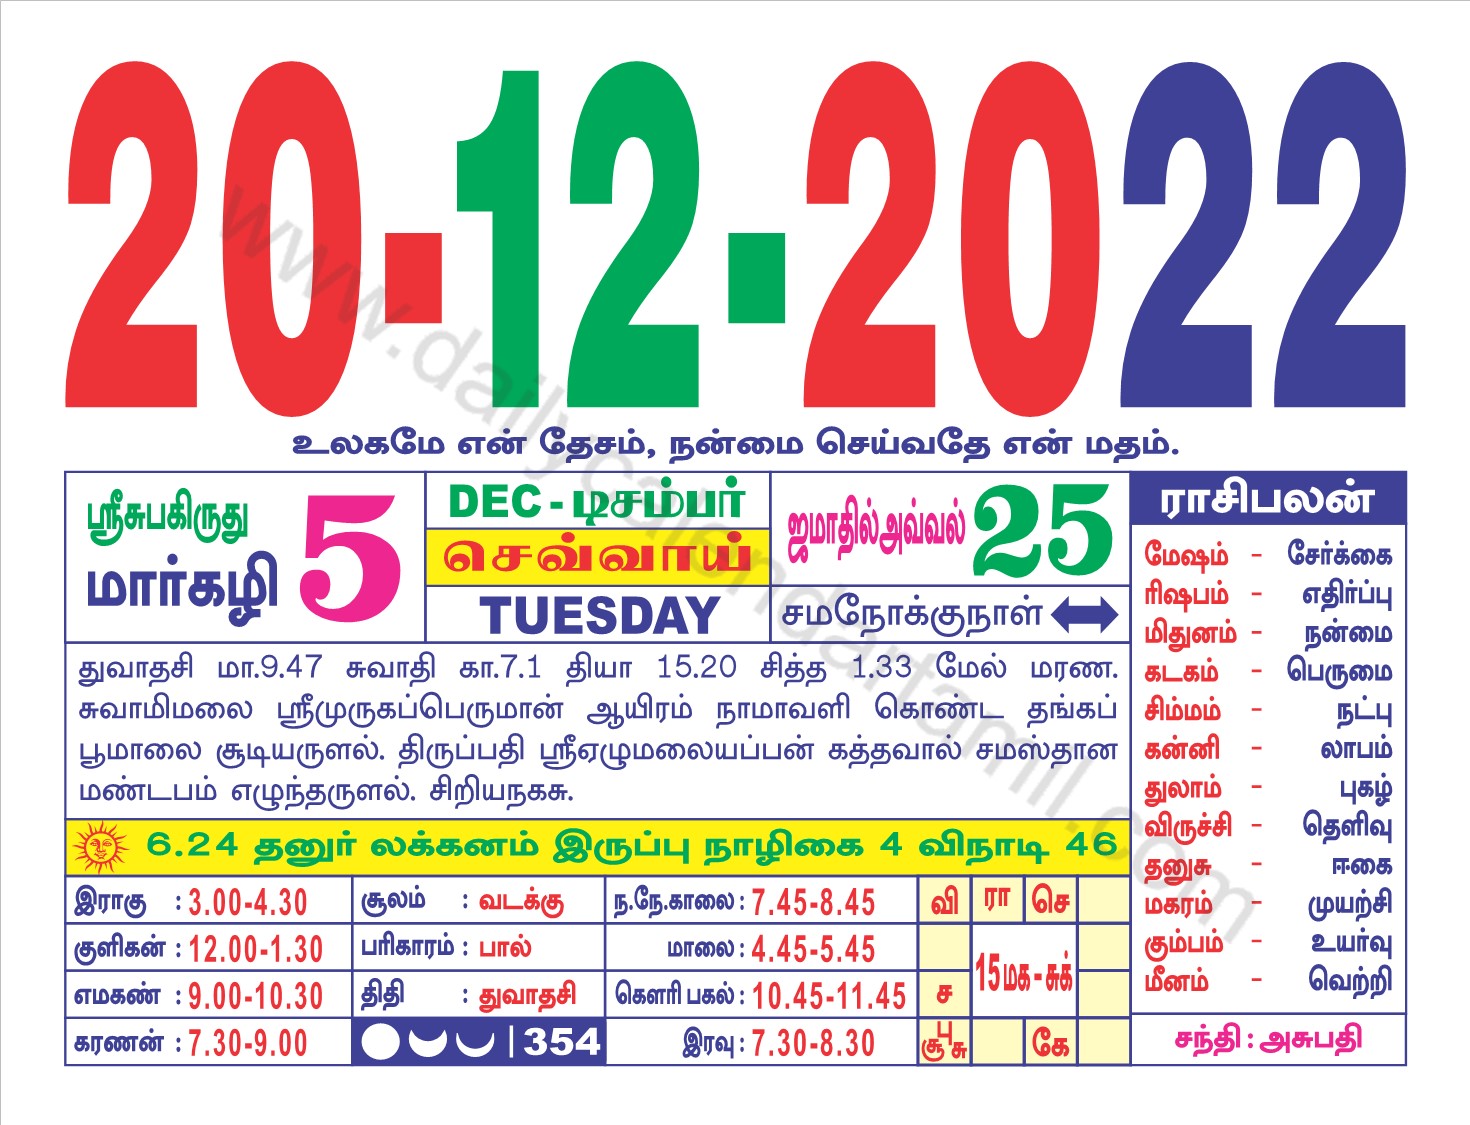 20-12-2022
உலகமே என் தேசம், நன்மை செய்வதே என் மதம்.
ஸ்ரீசுபகிருது
மார்கழி 5
DEC - டிசம்பர்
செவ்வாய்
TUESDAY
ஜமாதில் அவ்வல் 25
சமநோக்குநாள்
துவாதசி மா.9.47 சுவாதி கா.7.1 தியா 15.20 சித்த 1.33 மேல் மரண.
சுவாமிமலை ஸ்ரீமுருகப்பெருமான் ஆயிரம் நாமாவளி கொண்ட தங்கப்
பூமாலை சூடியருளல். திருப்பதி ஸ்ரீஏழுமலையப்பன் கத்தவால் சமஸ்தான
மண்டபம் எழுந்தருளல். சிறியநகசு.
6.24 தனுர் லக்கனம் இருப்பு நாழிகை 4 விநாடி 46
இராகு : 3.00-4.30
குளிகன் : 12.00-1.30
எமகண் : 9.00-10.30
கரணன் : 7.30-9.00
சூலம் : வடக்கு
பரிகாரம் : பால்
திதி : துவாதசி
354
ந.நே.காலை : 7.45-8.45
மாலை : 4.45-5.45
கௌரி பகல் : 10.45-11.45
இரவு : 7.30-8.30
வி ரா செ
15 மக - சுக்
ச
சூ பு சு கே
ராசிபலன்
மேஷம் - சேர்க்கை
ரிஷபம் - எதிர்ப்பு
மிதுனம் - நன்மை
கடகம் - பெருமை
சிம்மம் - நட்பு
கன்னி - லாபம்
துலாம் - புகழ்
விருச்சி - தெளிவு
தனுசு - ஈகை
மகரம் - முயற்சி
கும்பம் - உயர்வு
மீனம் - வெற்றி
சந்தி : அசுபதி
www.dailycalendartamil.com